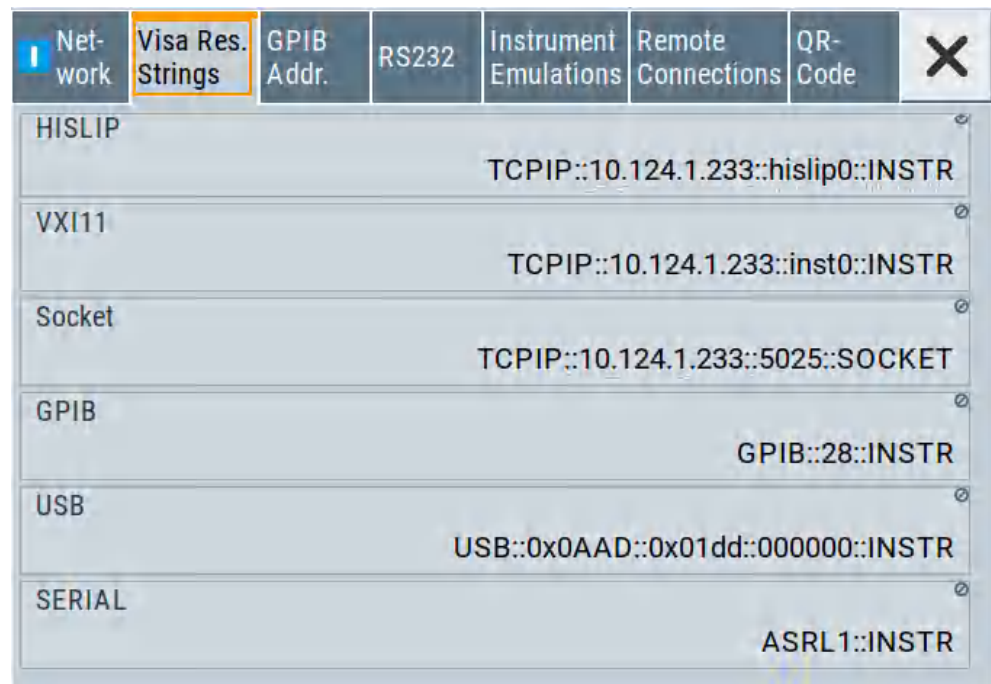 Net-
work
Visa Res.
Strings
GPIB
Addr.
RS232
Instrument
Emulations
Remote
Connections
QR-
Code
HISLIP
TCPIP::10.124.1.233::hislip0::INSTR
VXI11
TCPIP::10.124.1.233::inst0::INSTR
Socket
TCPIP::10.124.1.233::5025::SOCKET
GPIB
GPIB::28::INSTR
USB
USB::0x0AAD::0x01dd::000000::INSTR
SERIAL
ASRL1::INSTR